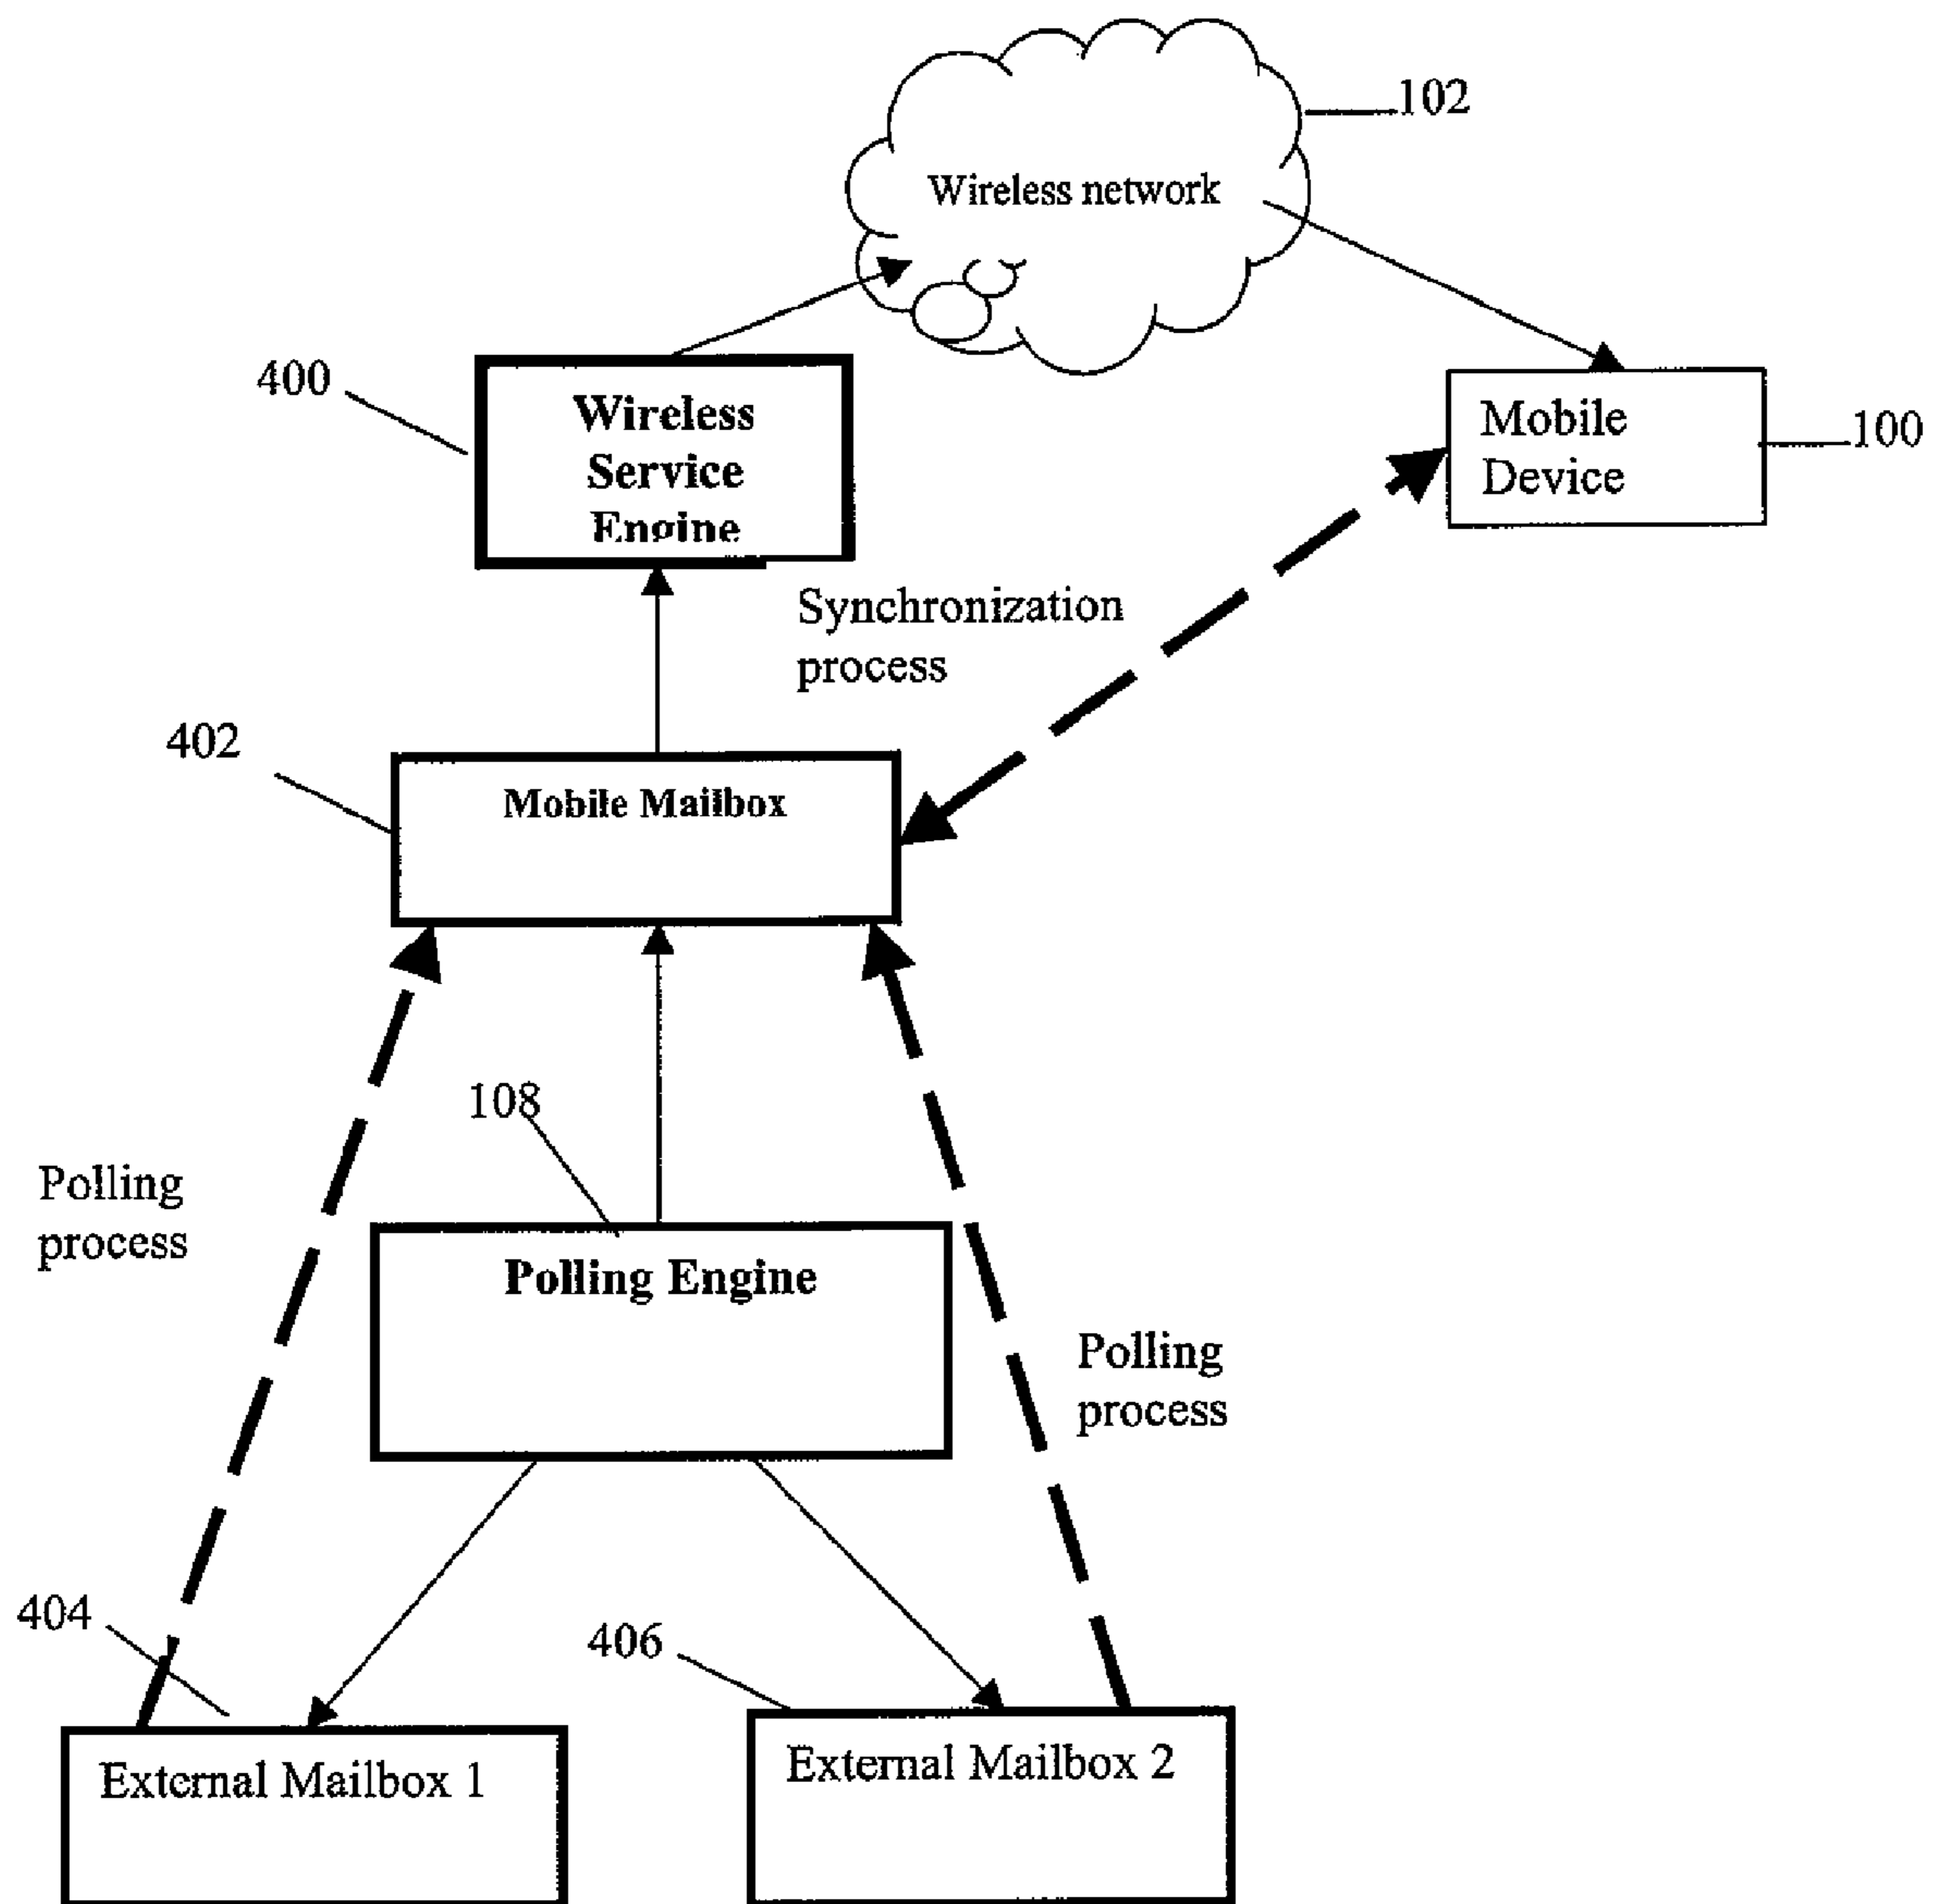 102
Wireless network
400
Wireless
Service
Engine
Mobile
Device
100
Synchronization
process
402
Mobile Mailbox
108
Polling
process
Polling Engine
Polling
process
404
406
External Mailbox 1
External Mailbox 2